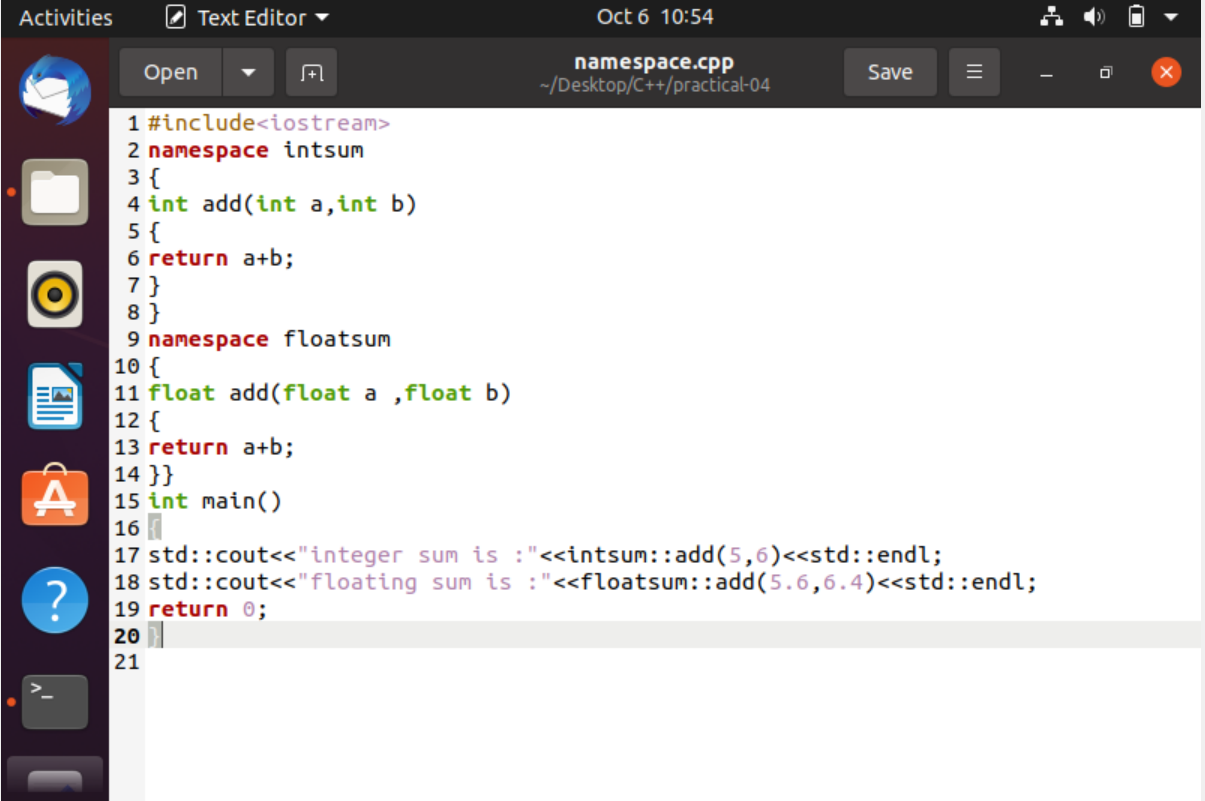 Activities Text Editor Oct 6 10:54
Open namespace.cpp Save
~/Desktop/C++/practical-04
1 #include<iostream>
2 namespace intsum
3 {
4 int add(int a,int b)
5 {
6 return a+b;
7 }
8 }
9 namespace floatsum
10 {
11 float add(float a ,float b)
12 {
13 return a+b;
14 }}
15 int main()
16 {
17 std::cout<<"integer sum is :"<<intsum::add(5,6)<<std::endl;
18 std::cout<<"floating sum is :"<<floatsum::add(5.6,6.4)<<std::endl;
19 return 0;
20 }
21